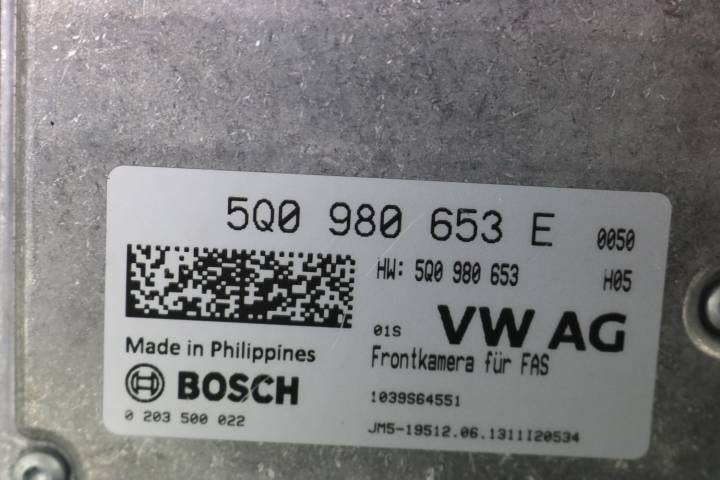 5Q0 980 653 E 0050
HW: 5Q0 980 653 H05
01S VW AG
Made in Philippines
Frontkamera für FAS
BOSCH
1039S64551
0 203 500 022
JM5-19512.06.1311I20534